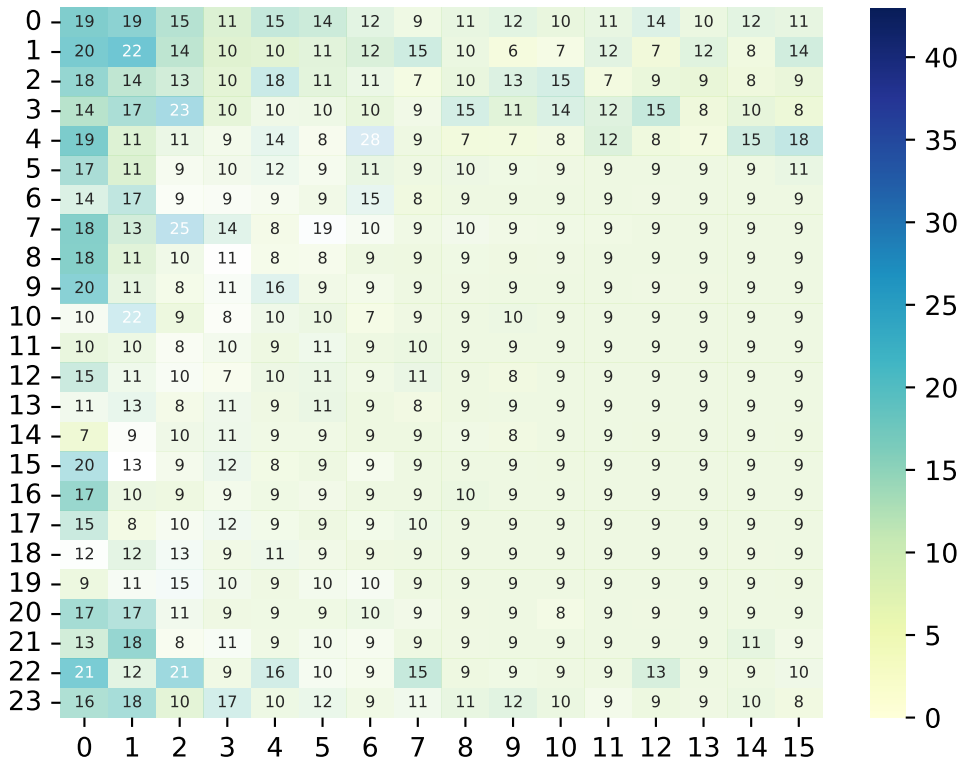 0 19 19 15 11 15 14 12 9 11 12 10 11 14 10 12 11
1 20 22 14 10 10 11 12 15 10 6 7 12 7 12 8 14
2 18 14 13 10 18 11 11 7 10 13 15 7 9 9 8 9
3 14 17 23 10 10 10 10 9 15 11 14 12 15 8 10 8
4 19 11 11 9 14 8 28 9 7 7 8 12 8 7 15 18
5 17 11 9 10 12 9 11 9 10 9 9 9 9 9 9 11
6 14 17 9 9 9 9 15 8 9 9 9 9 9 9 9 9
7 18 13 25 14 8 19 10 9 10 9 9 9 9 9 9 9
8 18 11 10 11 8 8 9 9 9 9 9 9 9 9 9 9
9 20 11 8 11 16 9 9 9 9 9 9 9 9 9 9 9
10 10 22 9 8 10 10 7 9 9 10 9 9 9 9 9 9
11 10 10 8 10 9 11 9 10 9 9 9 9 9 9 9 9
12 15 11 10 7 10 11 9 11 9 8 9 9 9 9 9 9
13 11 13 8 11 9 11 9 8 9 9 9 9 9 9 9 9
14 7 9 10 11 9 9 9 9 9 8 9 9 9 9 9 9
15 20 13 9 12 8 9 9 9 9 9 9 9 9 9 9 9
16 17 10 9 9 9 9 9 9 10 9 9 9 9 9 9 9
17 15 8 10 12 9 9 9 10 9 9 9 9 9 9 9 9
18 12 12 13 9 11 9 9 9 9 9 9 9 9 9 9 9
19 9 11 15 10 9 10 10 9 9 9 9 9 9 9 9 9
20 17 17 11 9 9 9 10 9 9 9 8 9 9 9 9 9
21 13 18 8 11 9 10 9 9 9 9 9 9 9 9 11 9
22 21 12 21 9 16 10 9 15 9 9 9 9 13 9 9 10
23 16 18 10 17 10 12 9 11 11 12 10 9 9 9 10 8
0 1 2 3 4 5 6 7 8 9 10 11 12 13 14 15
40
35
30
25
20
15
10
5
0